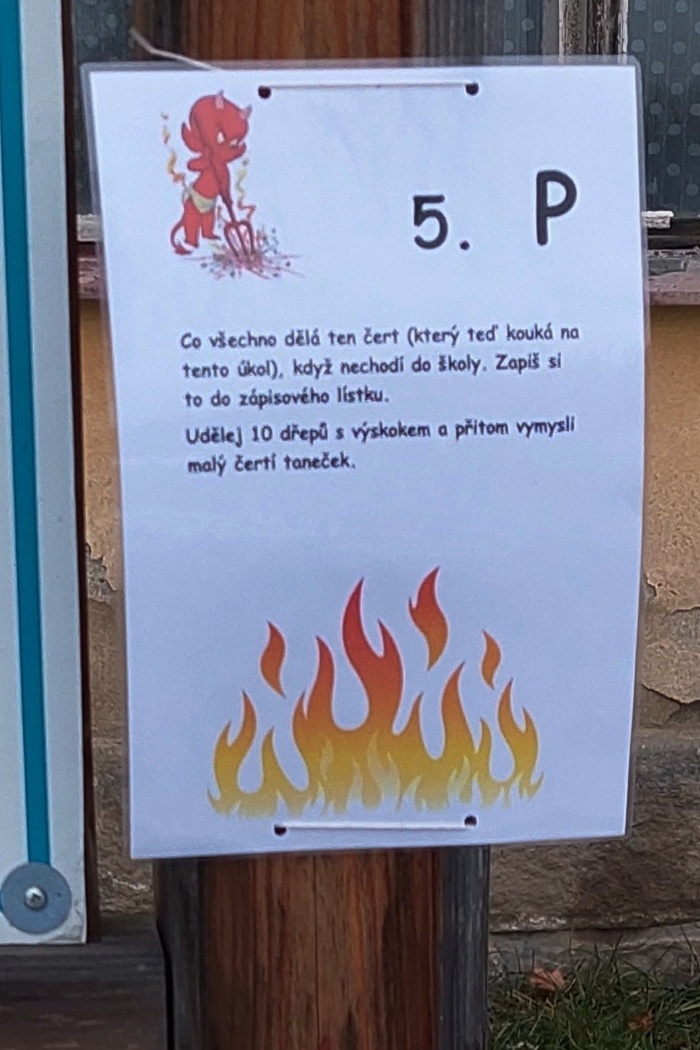 5. P
Co všechno dělá ten čert (který teď kouká na
tento úkol), když nechodí do školy. Zapiš si
to do zápisového lístku.
Udělej 10 dřepů s výskokem a přitom vymysli
malý čertí taneček.